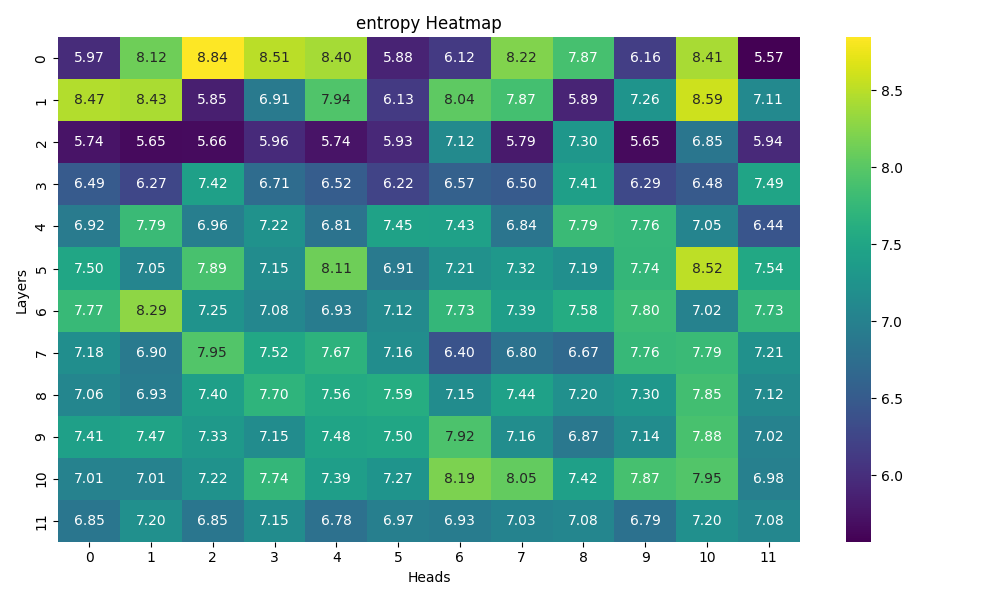 entropy Heatmap
0 5.97 8.12 8.84 8.51 8.40 5.88 6.12 8.22 7.87 6.16 8.41 5.57
1 8.47 8.43 5.85 6.91 7.94 6.13 8.04 7.87 5.89 7.26 8.59 7.11
2 5.74 5.65 5.66 5.96 5.74 5.93 7.12 5.79 7.30 5.65 6.85 5.94
3 6.49 6.27 7.42 6.71 6.52 6.22 6.57 6.50 7.41 6.29 6.48 7.49
4 6.92 7.79 6.96 7.22 6.81 7.45 7.43 6.84 7.79 7.76 7.05 6.44
5 7.50 7.05 7.89 7.15 8.11 6.91 7.21 7.32 7.19 7.74 8.52 7.54
6 7.77 8.29 7.25 7.08 6.93 7.12 7.73 7.39 7.58 7.80 7.02 7.73
7 7.18 6.90 7.95 7.52 7.67 7.16 6.40 6.80 6.67 7.76 7.79 7.21
8 7.06 6.93 7.40 7.70 7.56 7.59 7.15 7.44 7.20 7.30 7.85 7.12
9 7.41 7.47 7.33 7.15 7.48 7.50 7.92 7.16 6.87 7.14 7.88 7.02
10 7.01 7.01 7.22 7.74 7.39 7.27 8.19 8.05 7.42 7.87 7.95 6.98
11 6.85 7.20 6.85 7.15 6.78 6.97 6.93 7.03 7.08 6.79 7.20 7.08
0 1 2 3 4 5 6 7 8 9 10 11
Heads
Layers
8.5
8.0
7.5
7.0
6.5
6.0